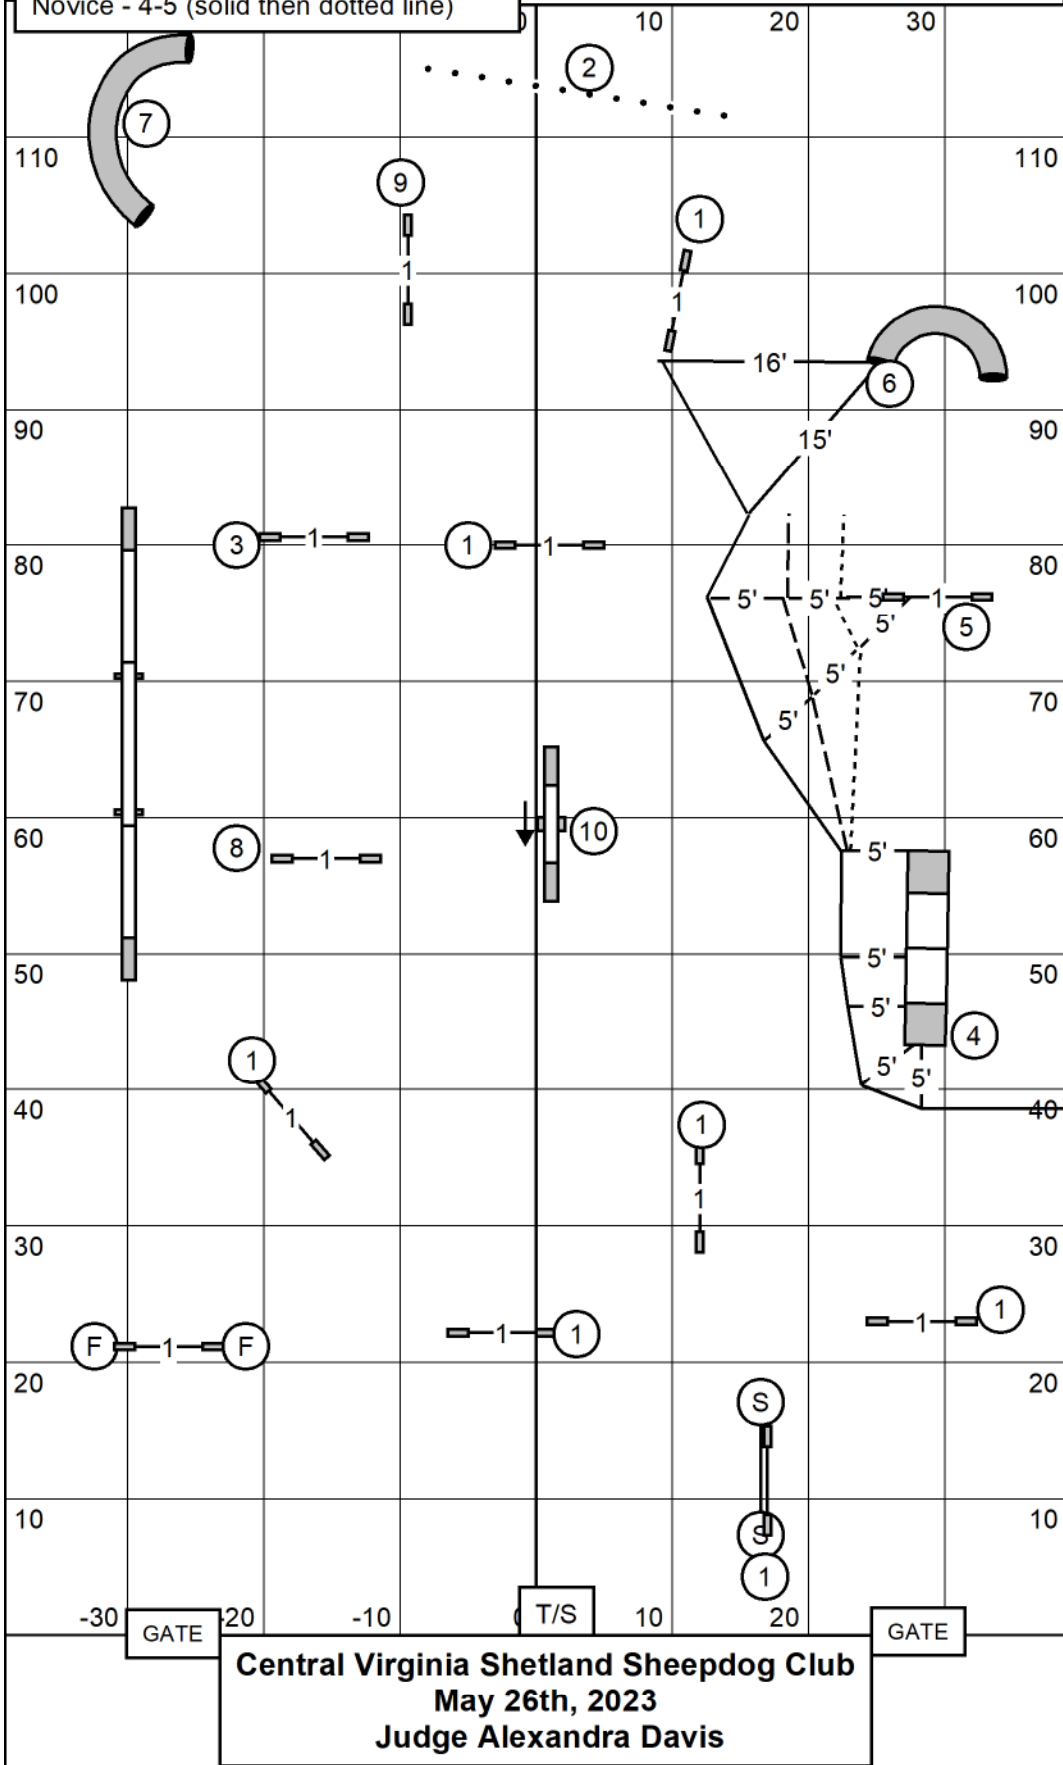 Novice - 4-5 (solid then dotted line)
0 10 20 30
2
7
110 110
9
1
1
100 1 100
16'
6
90 15' 90
3 1 1 1
80 80
5' 5' 5' 1
5' 5
5'
70 70
5'
10
60 60
8 1 5'
50 5' 50
5'
4
1 5' 5'
40 40
1 1
1
30 30
1
F 1 F 1 1 1
20 20
S
10 10
S
1
-30 -20 -10 0 T/S 10 20
GATE GATE
Central Virginia Shetland Sheepdog Club
May 26th, 2023
Judge Alexandra Davis